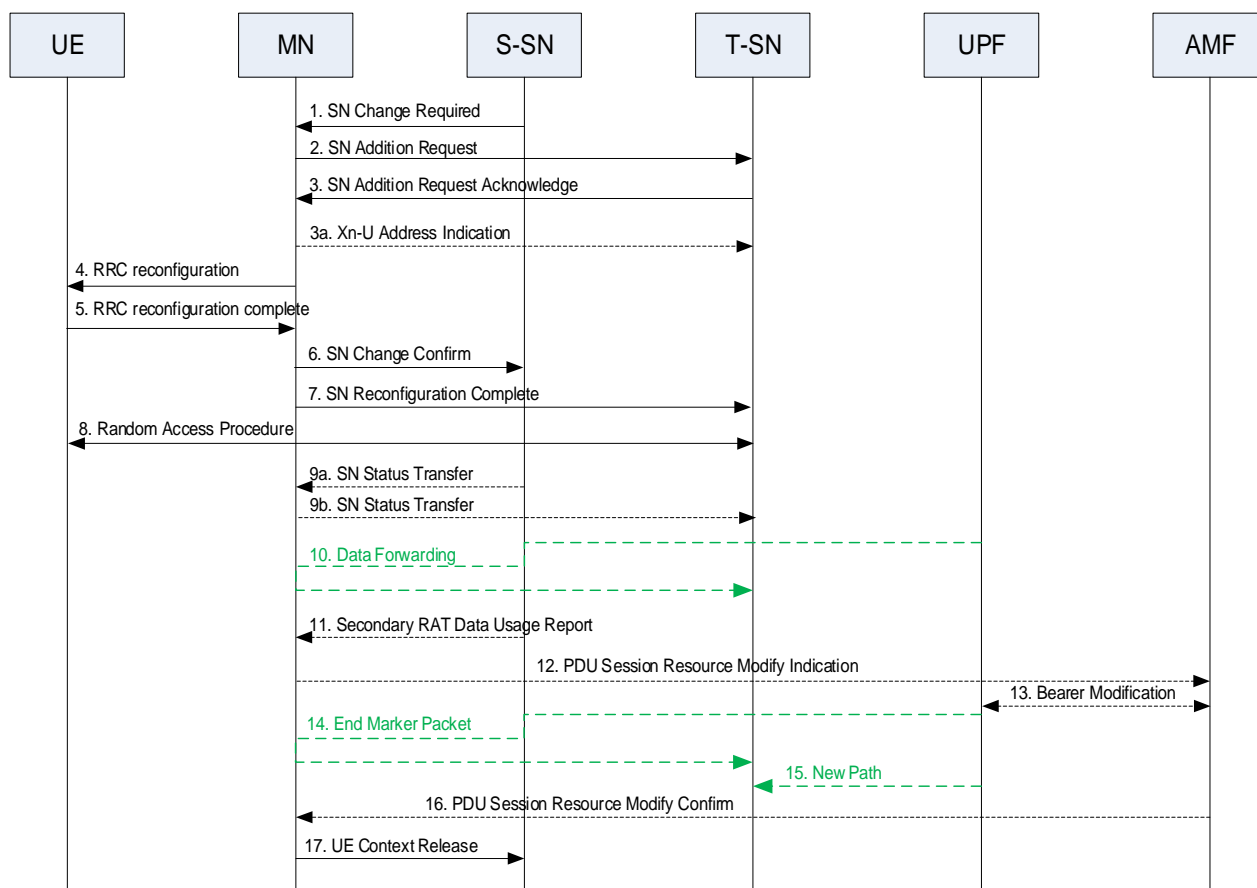 UE
MN
S-SN
T-SN
UPF
AMF
1. SN Change Required
2. SN Addition Request
3. SN Addition Request Acknowledge
3a. Xn-U Address Indication
4. RRC reconfiguration
5. RRC reconfiguration complete
6. SN Change Confirm
7. SN Reconfiguration Complete
8. Random Access Procedure
9a. SN Status Transfer
9b. SN Status Transfer
10. Data Forwarding
11. Secondary RAT Data Usage Report
12. PDU Session Resource Modify Indication
13. Bearer Modification
14. End Marker Packet
15. New Path
16. PDU Session Resource Modify Confirm
17. UE Context Release